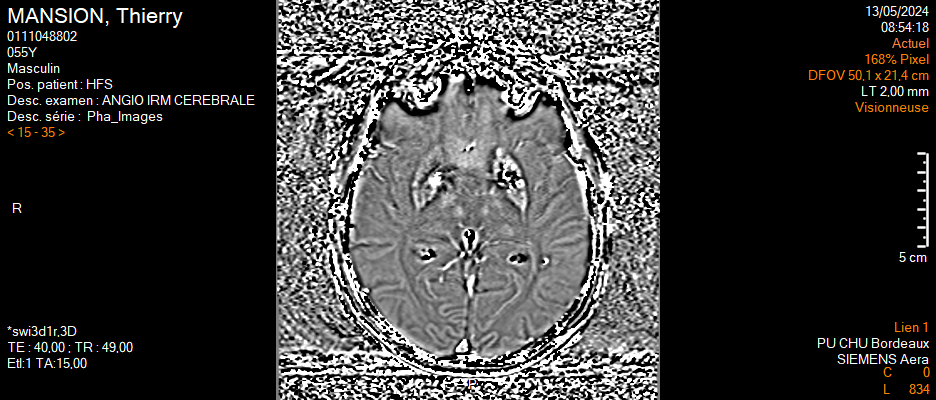 MANSION, Thierry
0111048802
055Y
Masculin
Pos. patient : HFS
Desc. examen : ANGIO IRM CEREBRALE
Desc. série : Pha_Images
< 15 - 35 >
13/05/2024
08:54:18
Actuel
168% Pixel
DFOV 50,1 x 21,4 cm
LT 2,00 mm
Visionneuse
R
5 cm
*swi3d1r,3D
TE : 40,00 ; TR : 49,00
Etl:1 TA:15,00
Lien 1
PU CHU Bordeaux
SIEMENS Aera
C 0
L 834
P